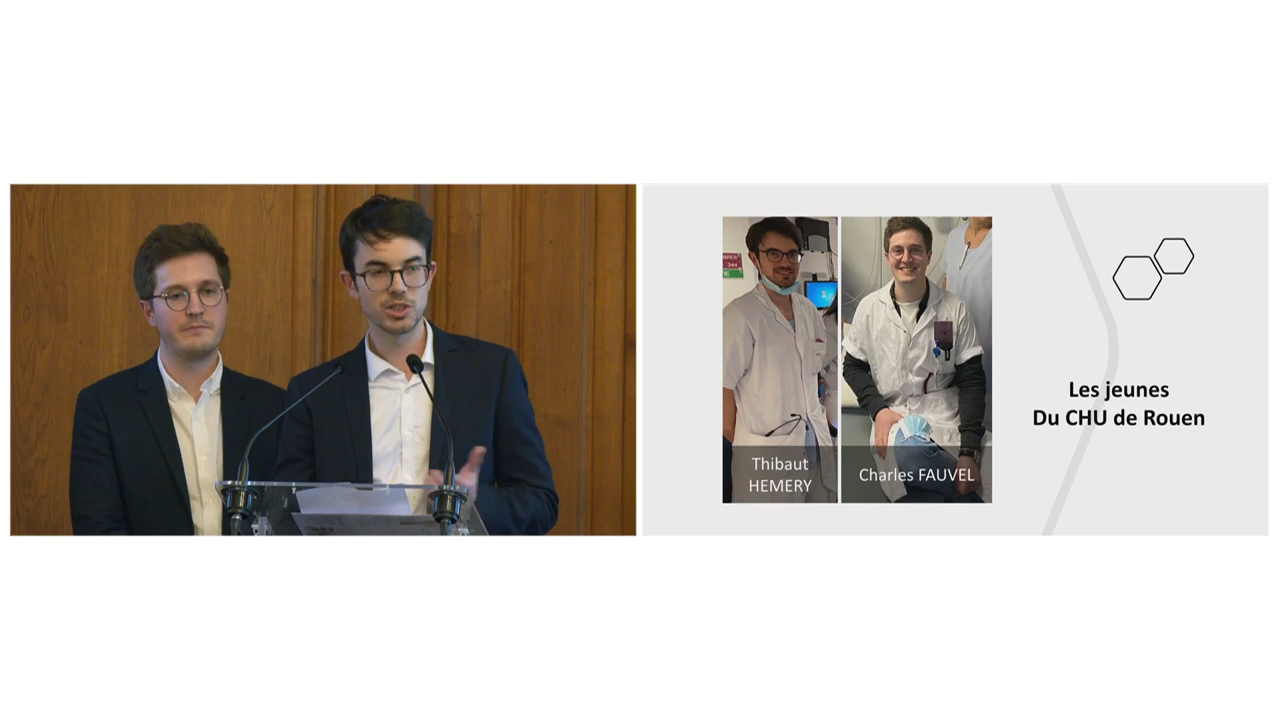 Les jeunes
Du CHU de Rouen
Thibaut
HEMERY
Charles FAUVEL